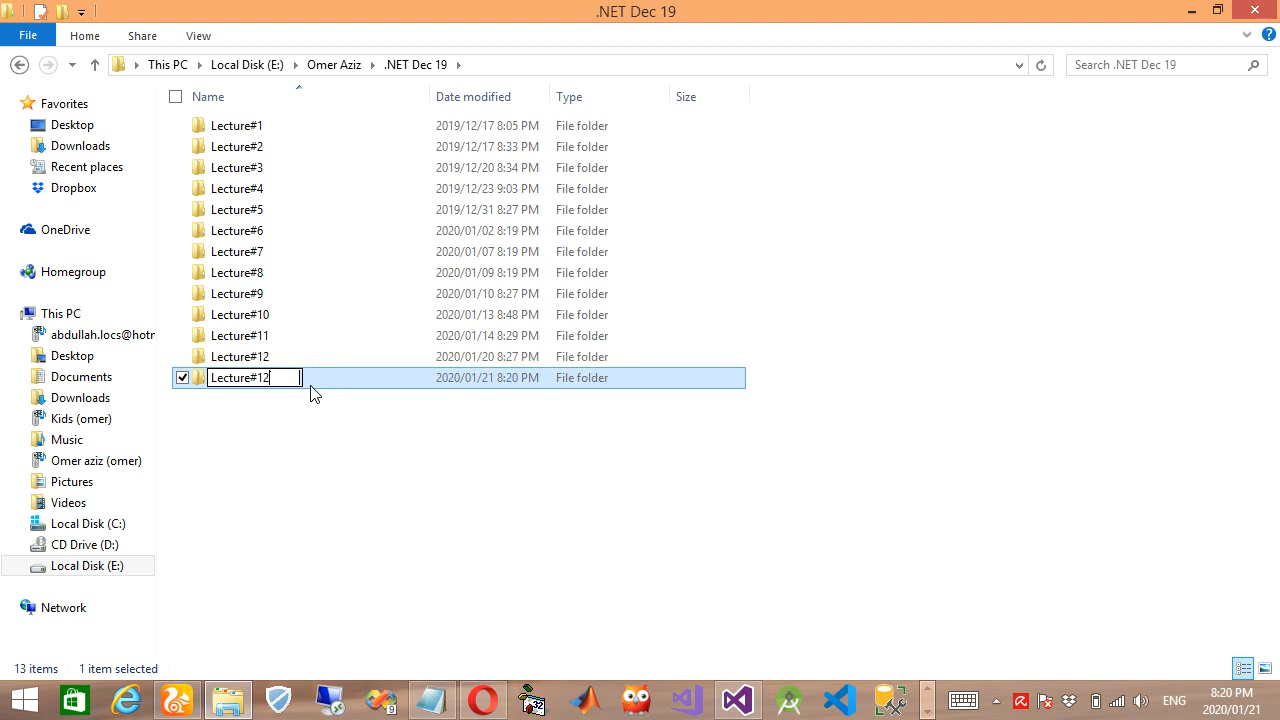 .NET Dec 19
File Home Share View
This PC Local Disk (E:) Omer Aziz .NET Dec 19
Search .NET Dec 19
Name Date modified Type Size
Lecture#1 2019/12/17 8:05 PM File folder
Lecture#2 2019/12/17 8:33 PM File folder
Lecture#3 2019/12/20 8:34 PM File folder
Lecture#4 2019/12/23 9:03 PM File folder
Lecture#5 2019/12/31 8:27 PM File folder
Lecture#6 2020/01/02 8:19 PM File folder
Lecture#7 2020/01/07 8:19 PM File folder
Lecture#8 2020/01/09 8:19 PM File folder
Lecture#9 2020/01/10 8:27 PM File folder
Lecture#10 2020/01/13 8:48 PM File folder
Lecture#11 2020/01/14 8:29 PM File folder
Lecture#12 2020/01/20 8:27 PM File folder
Lecture#12 2020/01/21 8:20 PM File folder
Favorites
Desktop
Downloads
Recent places
Dropbox
OneDrive
Homegroup
This PC
abdullah.locs@hotr
Desktop
Documents
Downloads
Kids (omer)
Music
Omer aziz (omer)
Pictures
Videos
Local Disk (C:)
CD Drive (D:)
Local Disk (E:)
Network
13 items 1 item selected
32
ENG
8:20 PM
2020/01/21